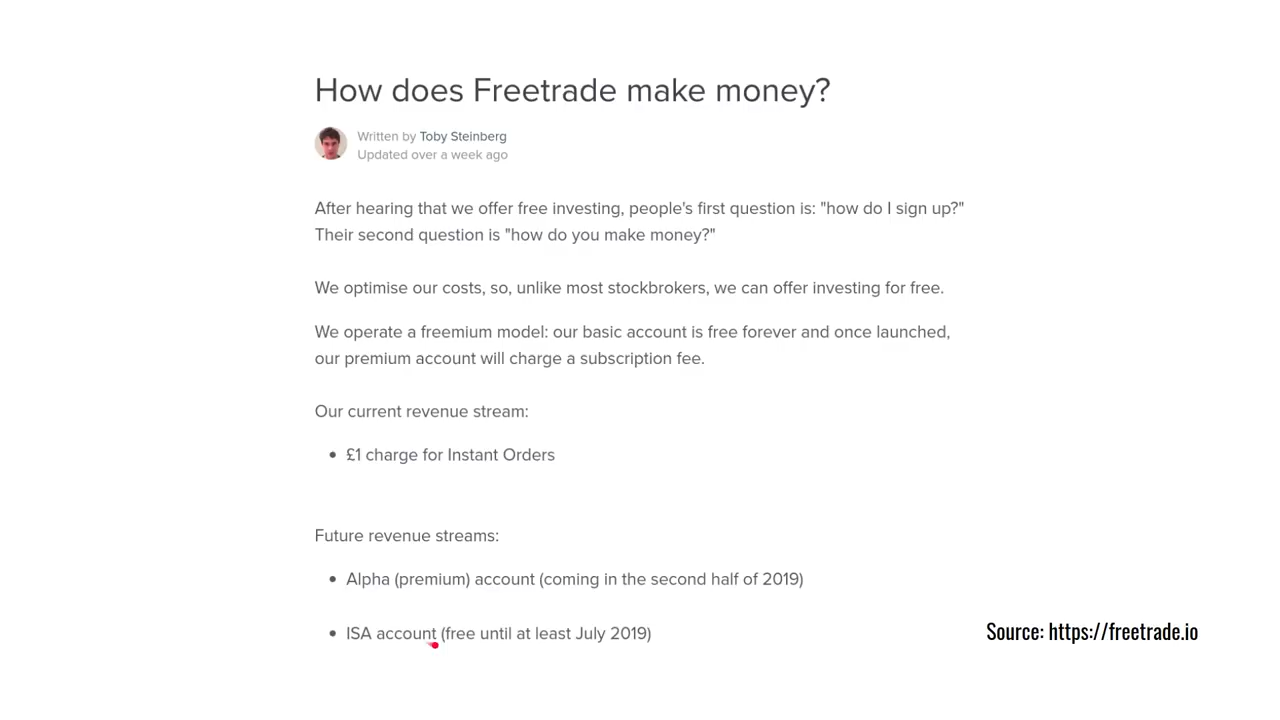 How does Freetrade make money?
Written by Toby Steinberg
Updated over a week ago
After hearing that we offer free investing, people's first question is: "how do I sign up?"
Their second question is "how do you make money?"
We optimise our costs, so, unlike most stockbrokers, we can offer investing for free.
We operate a freemium model: our basic account is free forever and once launched,
our premium account will charge a subscription fee.
Our current revenue stream:
• £1 charge for Instant Orders
Future revenue streams:
• Alpha (premium) account (coming in the second half of 2019)
• ISA account (free until at least July 2019)
Source: https://freetrade.io